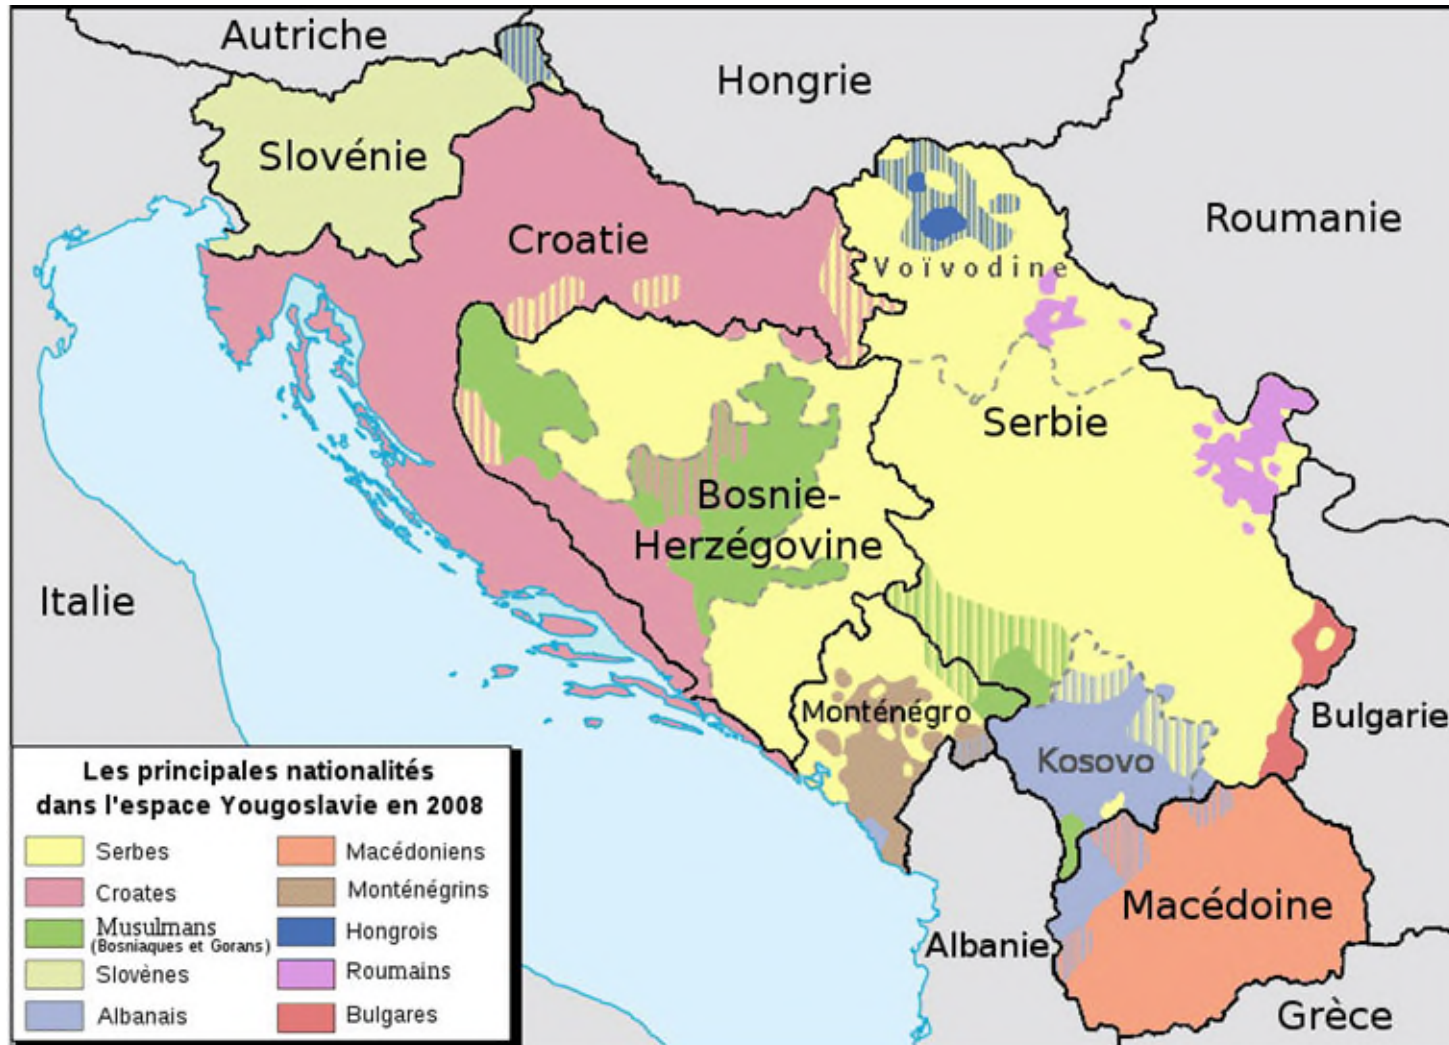 Autriche
Hongrie
Slovénie
Roumanie
Croatie
Voïvodine
Serbie
Bosnie-
Herzégovine
Italie
Monténégro
Bulgarie
Kosovo
Macédoine
Albanie
Grèce
Les principales nationalités
dans l'espace Yougoslavie en 2008
Serbes
Croates
Musulmans
(Bosniaques et Gorans)
Slovènes
Albanais
Macédoniens
Monténégrins
Hongrois
Roumains
Bulgares